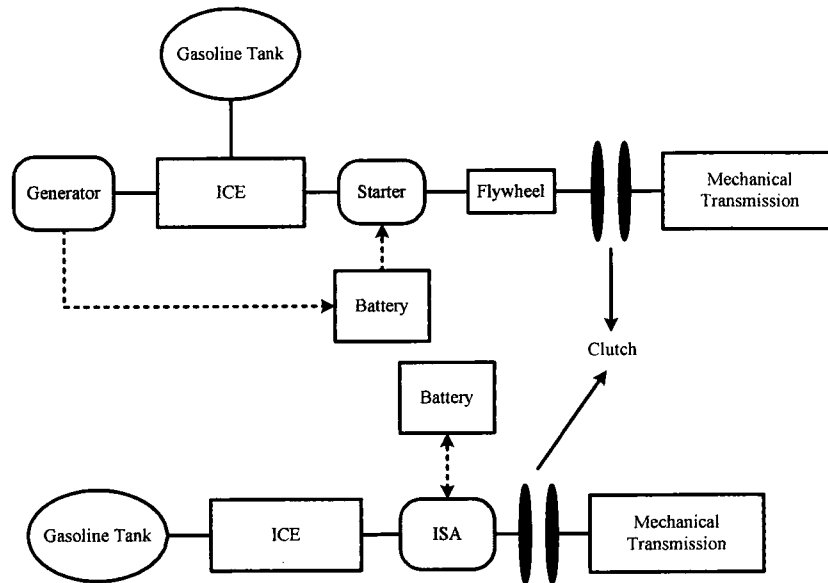 Gasoline Tank
Generator
ICE
Starter
Flywheel
Mechanical
Transmission
Battery
Clutch
Battery
Gasoline Tank
ICE
ISA
Mechanical
Transmission